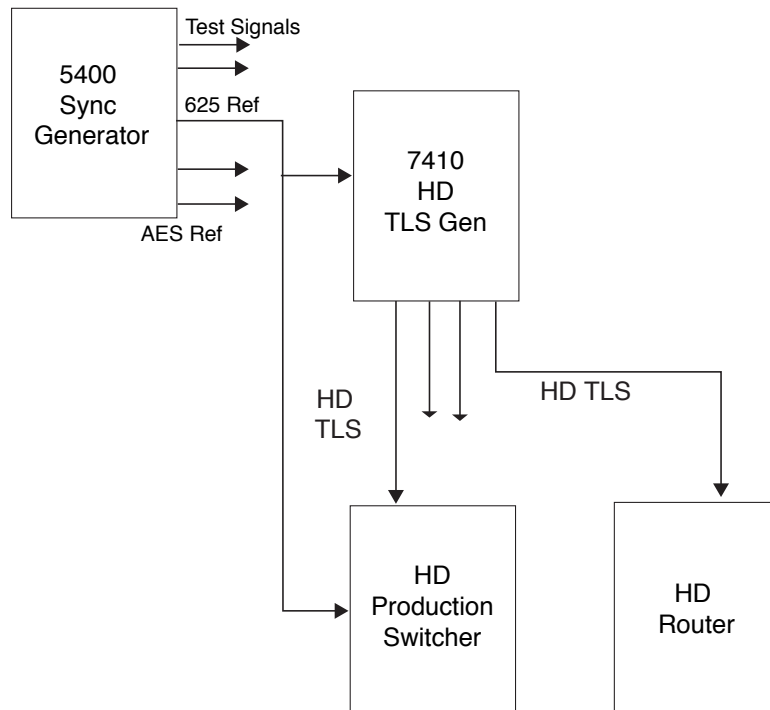 Test Signals
5400
Sync
Generator
625 Ref
AES Ref
7410
HD
TLS Gen
HD
TLS
HD TLS
HD
Production
Switcher
HD
Router